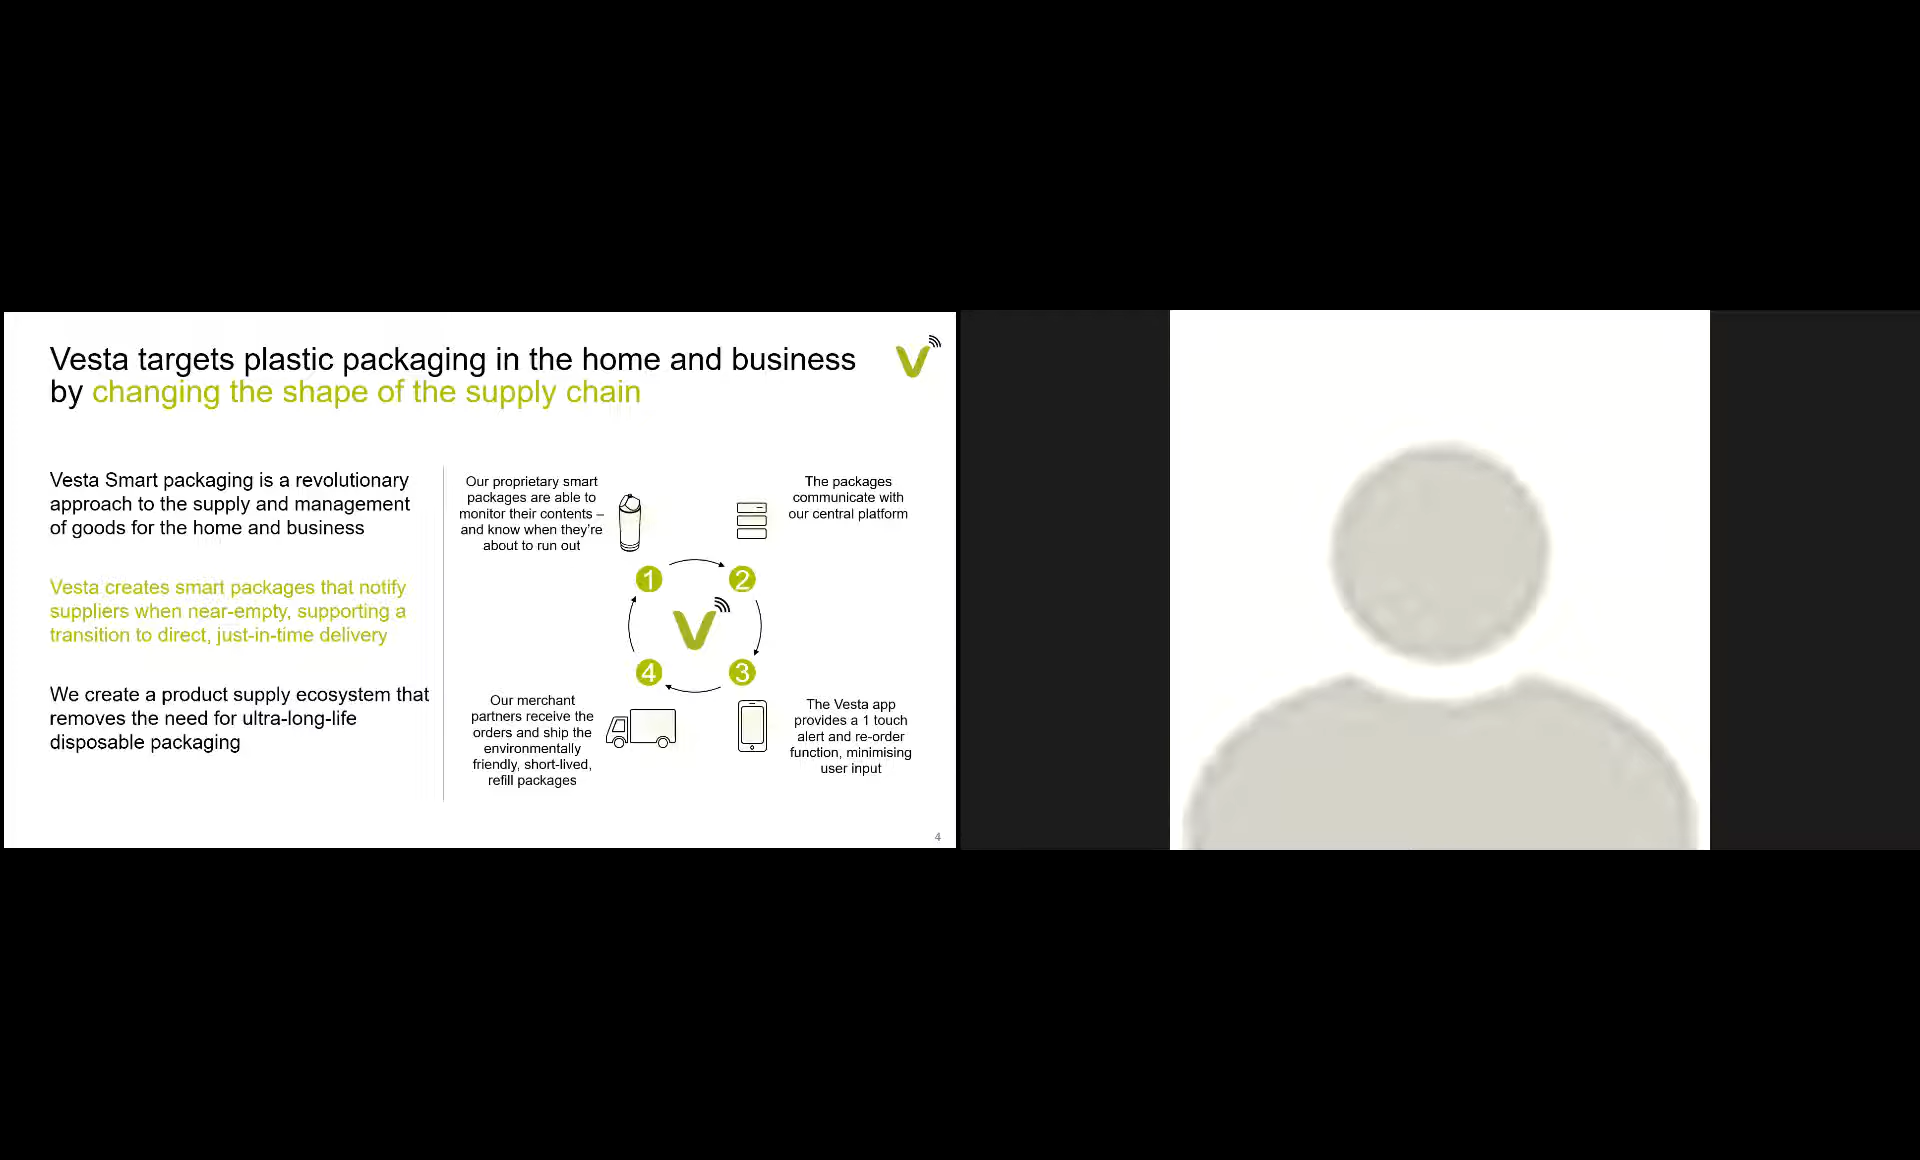 Vesta targets plastic packaging in the home and business
by changing the shape of the supply chain
Vesta Smart packaging is a revolutionary
approach to the supply and management
of goods for the home and business
Vesta creates smart packages that notify
suppliers when near-empty, supporting a
transition to direct, just-in-time delivery
We create a product supply ecosystem that
removes the need for ultra-long-life
disposable packaging
Our proprietary smart
packages are able to
monitor their contents –
and know when they're
about to run out
The packages
communicate with
our central platform
1
2
V
4
3
Our merchant
partners receive the
orders and ship the
environmentally
friendly, short-lived,
refill packages
The Vesta app
provides a 1 touch
alert and re-order
function, minimising
user input
4